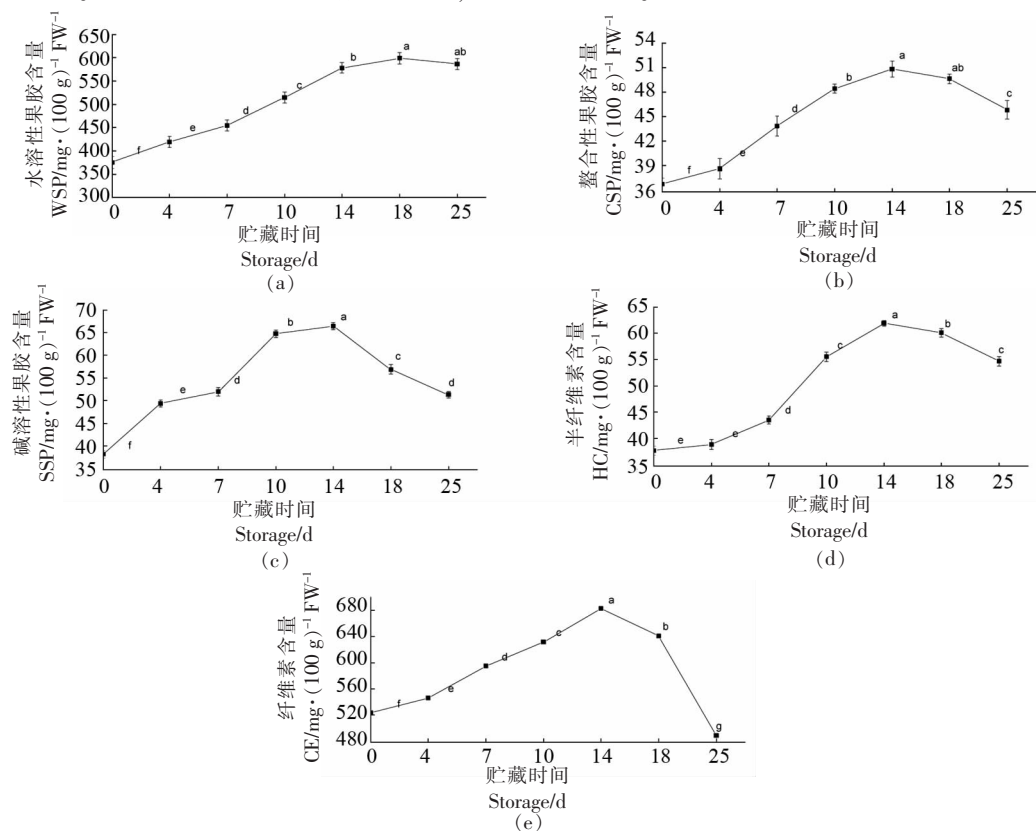 水溶性果胶含量
WSP/mg·(100 g)⁻¹ FW⁻¹
650
600
550
500
450
400
350
300
f
e
d
c
b
a
ab
0 4 7 10 14 18 25
贮藏时间
Storage/d
(a)
螯合性果胶含量
CSP/mg·(100 g)⁻¹ FW⁻¹
54
51
48
45
42
39
36
f
e
d
b
a
ab
c
0 4 7 10 14 18 25
贮藏时间
Storage/d
(b)
碱溶性果胶含量
SSP/mg·(100 g)⁻¹ FW⁻¹
70
65
60
55
50
45
40
35
f
e
d
b
a
c
d
0 4 7 10 14 18 25
贮藏时间
Storage/d
(c)
半纤维素含量
HC/mg·(100 g)⁻¹ FW⁻¹
65
60
55
50
45
40
35
e
e
d
c
a
b
c
0 4 7 10 14 18 25
贮藏时间
Storage/d
(d)
纤维素含量
CE/mg·(100 g)⁻¹ FW⁻¹
680
640
600
560
520
480
f
e
d
c
a
b
g
0 4 7 10 14 18 25
贮藏时间
Storage/d
(e)